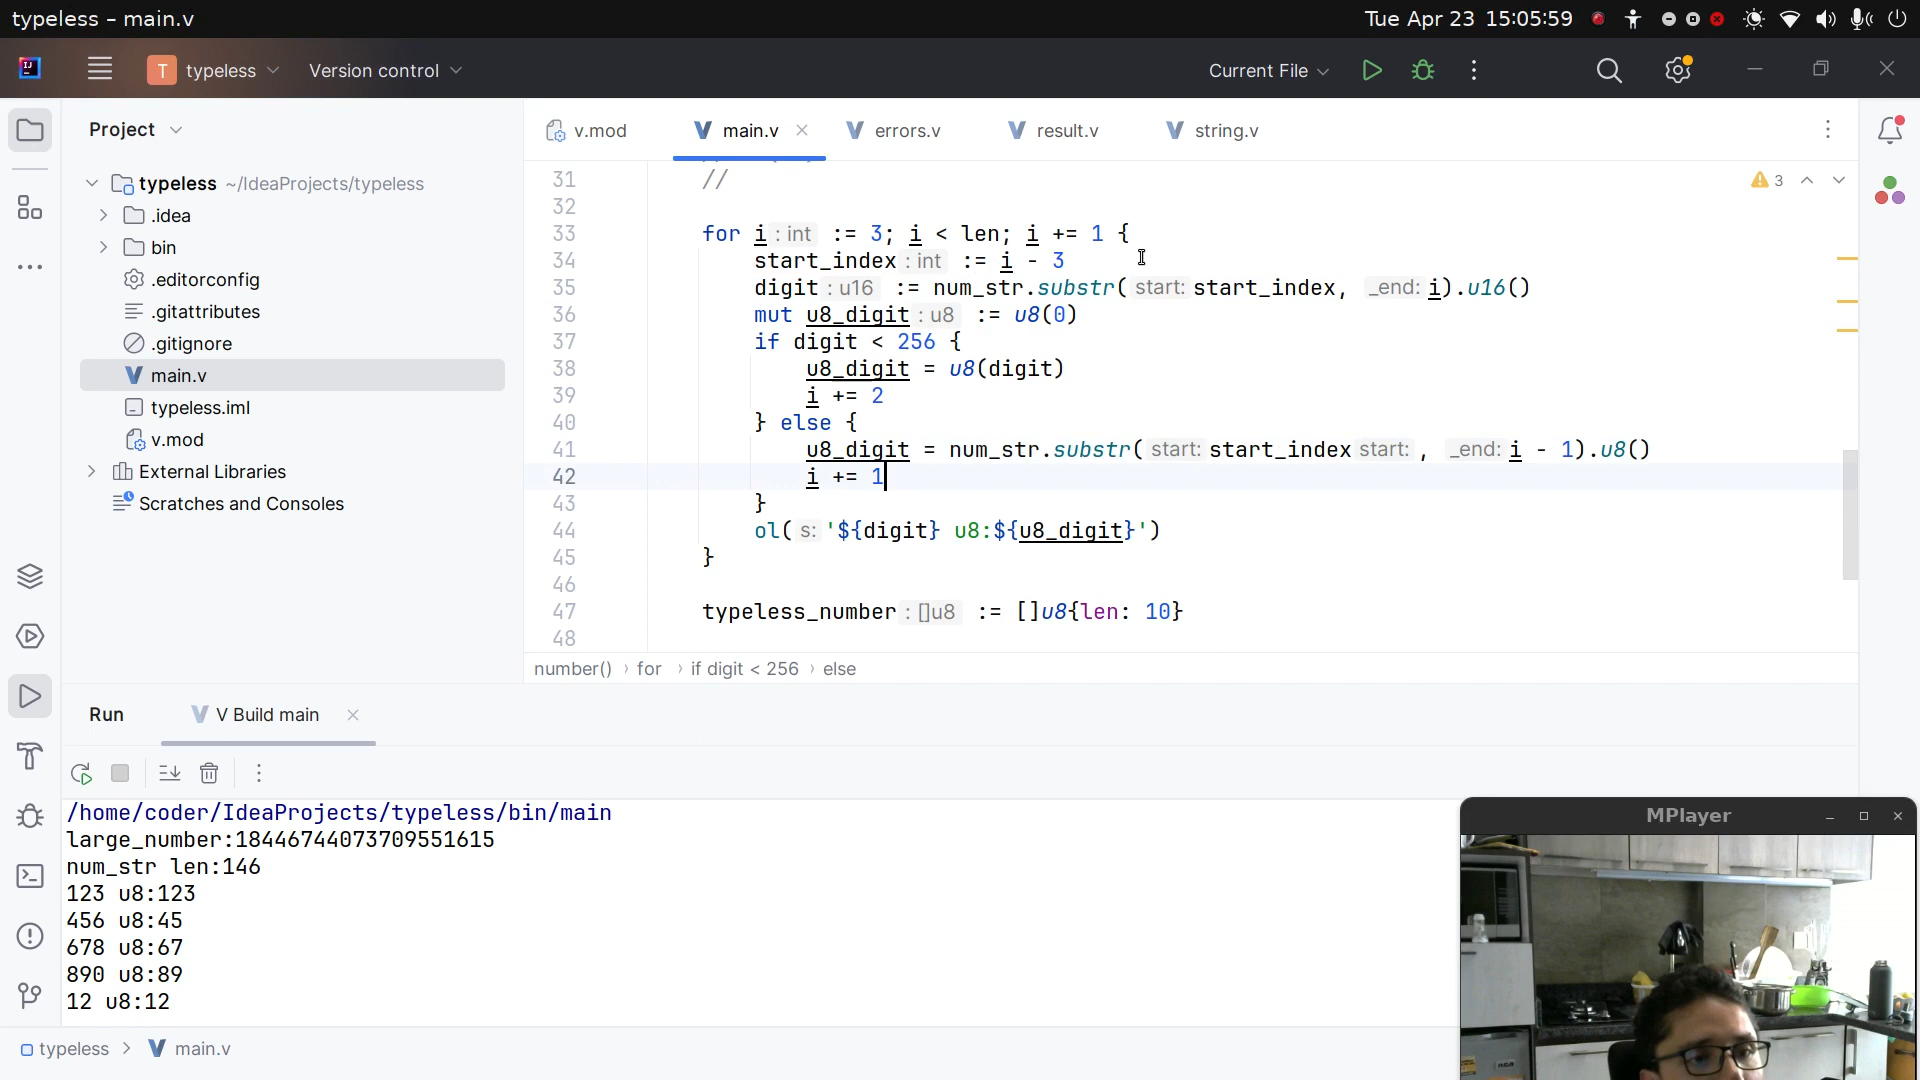 typeless – main.v
Tue Apr 23 15:05:59
T typeless
Version control
Current File
Project
v.mod
main.v
errors.v
result.v
string.v
typeless ~/IdeaProjects/typeless
.idea
bin
.editorconfig
.gitattributes
.gitignore
main.v
typeless.iml
v.mod
External Libraries
Scratches and Consoles
3
31 //
32
33 for i : int := 3; i < len; i += 1 {
34 start_index : int := i - 3
35 digit : u16 := num_str.substr( start: start_index, _end: i).u16()
36 mut u8_digit : u8 := u8(0)
37 if digit < 256 {
38 u8_digit = u8(digit)
39 i += 2
40 } else {
41 u8_digit = num_str.substr( start: start_index start: , _end: i - 1).u8()
42 i += 1
43 }
44 ol( s: '${digit} u8:${u8_digit}')
45 }
46
47 typeless_number : []u8 := []u8{len: 10}
48
number() › for › if digit < 256 › else
Run
V Build main
/home/coder/IdeaProjects/typeless/bin/main
large_number:18446744073709551615
num_str len:146
123 u8:123
456 u8:45
678 u8:67
890 u8:89
12 u8:12
MPlayer
typeless > main.v